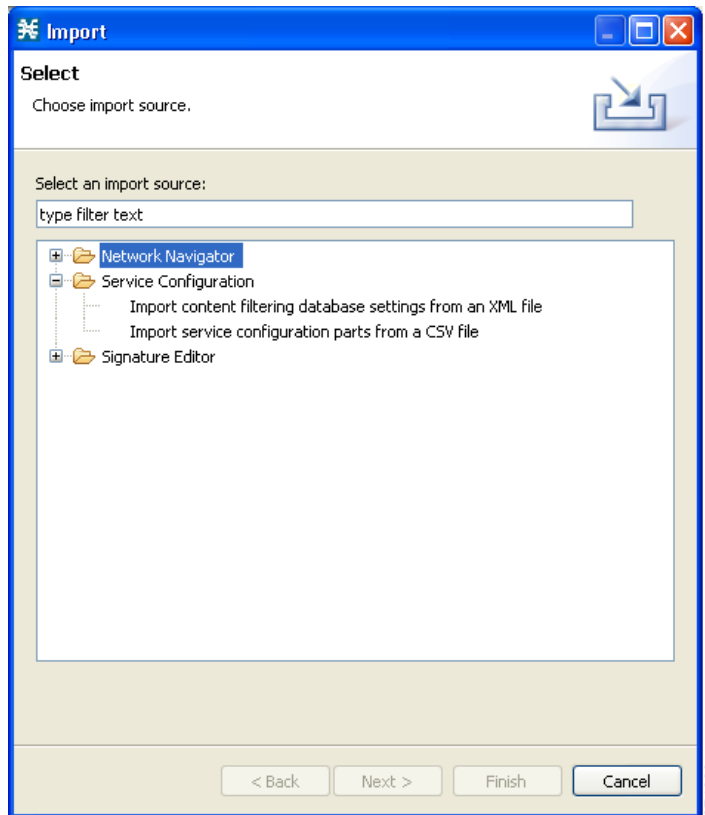 Import
Select
Choose import source.
Select an import source:
type filter text
Network Navigator
Service Configuration
Import content filtering database settings from an XML file
Import service configuration parts from a CSV file
Signature Editor
< Back Next > Finish Cancel